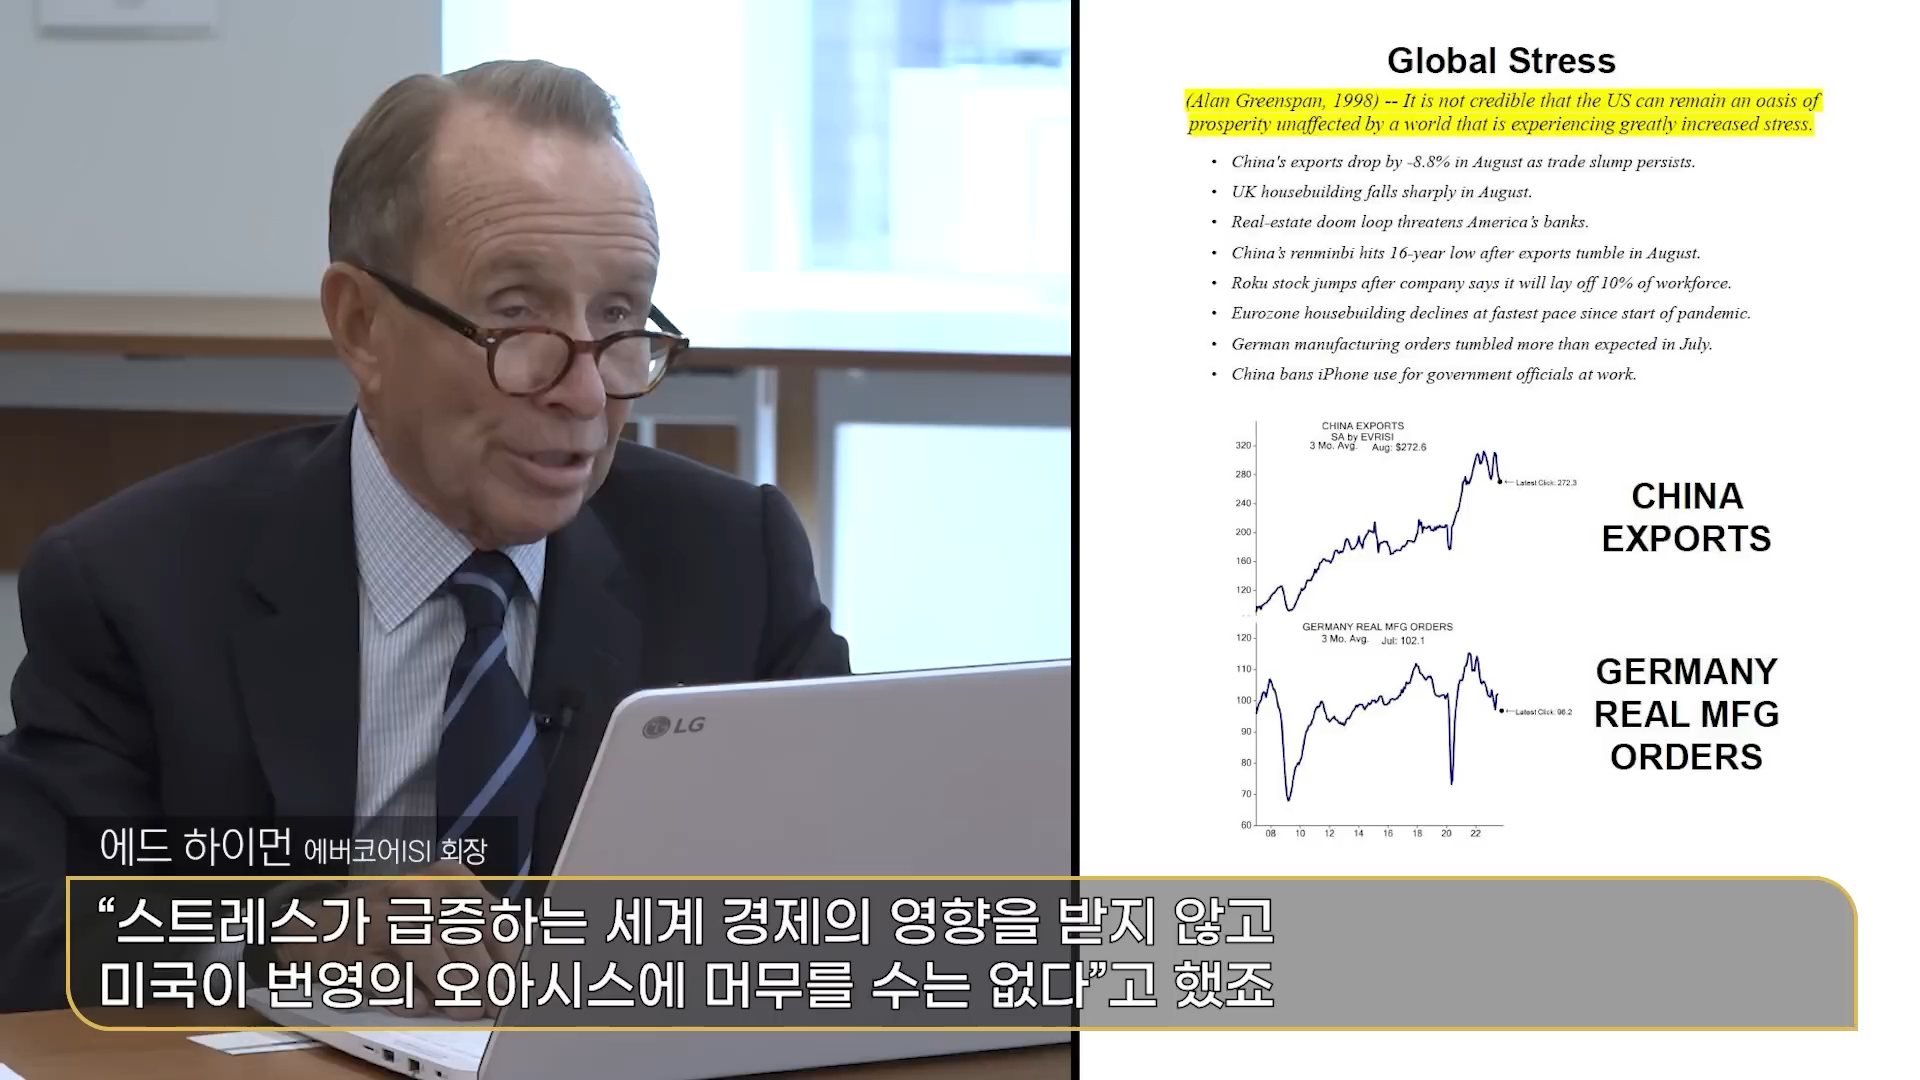 Global Stress
(Alan Greenspan, 1998) -- It is not credible that the US can remain an oasis of
prosperity unaffected by a world that is experiencing greatly increased stress.
• China's exports drop by -8.8% in August as trade slump persists.
• UK housebuilding falls sharply in August.
• Real-estate doom loop threatens America’s banks.
• China’s renminbi hits 16-year low after exports tumble in August.
• Roku stock jumps after company says it will lay off 10% of workforce.
• Eurozone housebuilding declines at fastest pace since start of pandemic.
• German manufacturing orders tumbled more than expected in July.
• China bans iPhone use for government officials at work.
CHINA EXPORTS
SA by EVRISI
3 Mo. Avg. Aug: $272.6
320
280
240
200
160
120
Latest Click: 272.3
CHINA
EXPORTS
GERMANY REAL MFG ORDERS
3 Mo. Avg. Jul: 102.1
120
110
100
90
80
70
60
08 10 12 14 16 18 20 22
Latest Click: 96.2
GERMANY
REAL MFG
ORDERS
LG
에드 하이먼 에버코어ISI 회장
“스트레스가 급증하는 세계 경제의 영향을 받지 않고
미국이 번영의 오아시스에 머무를 수는 없다”고 했죠